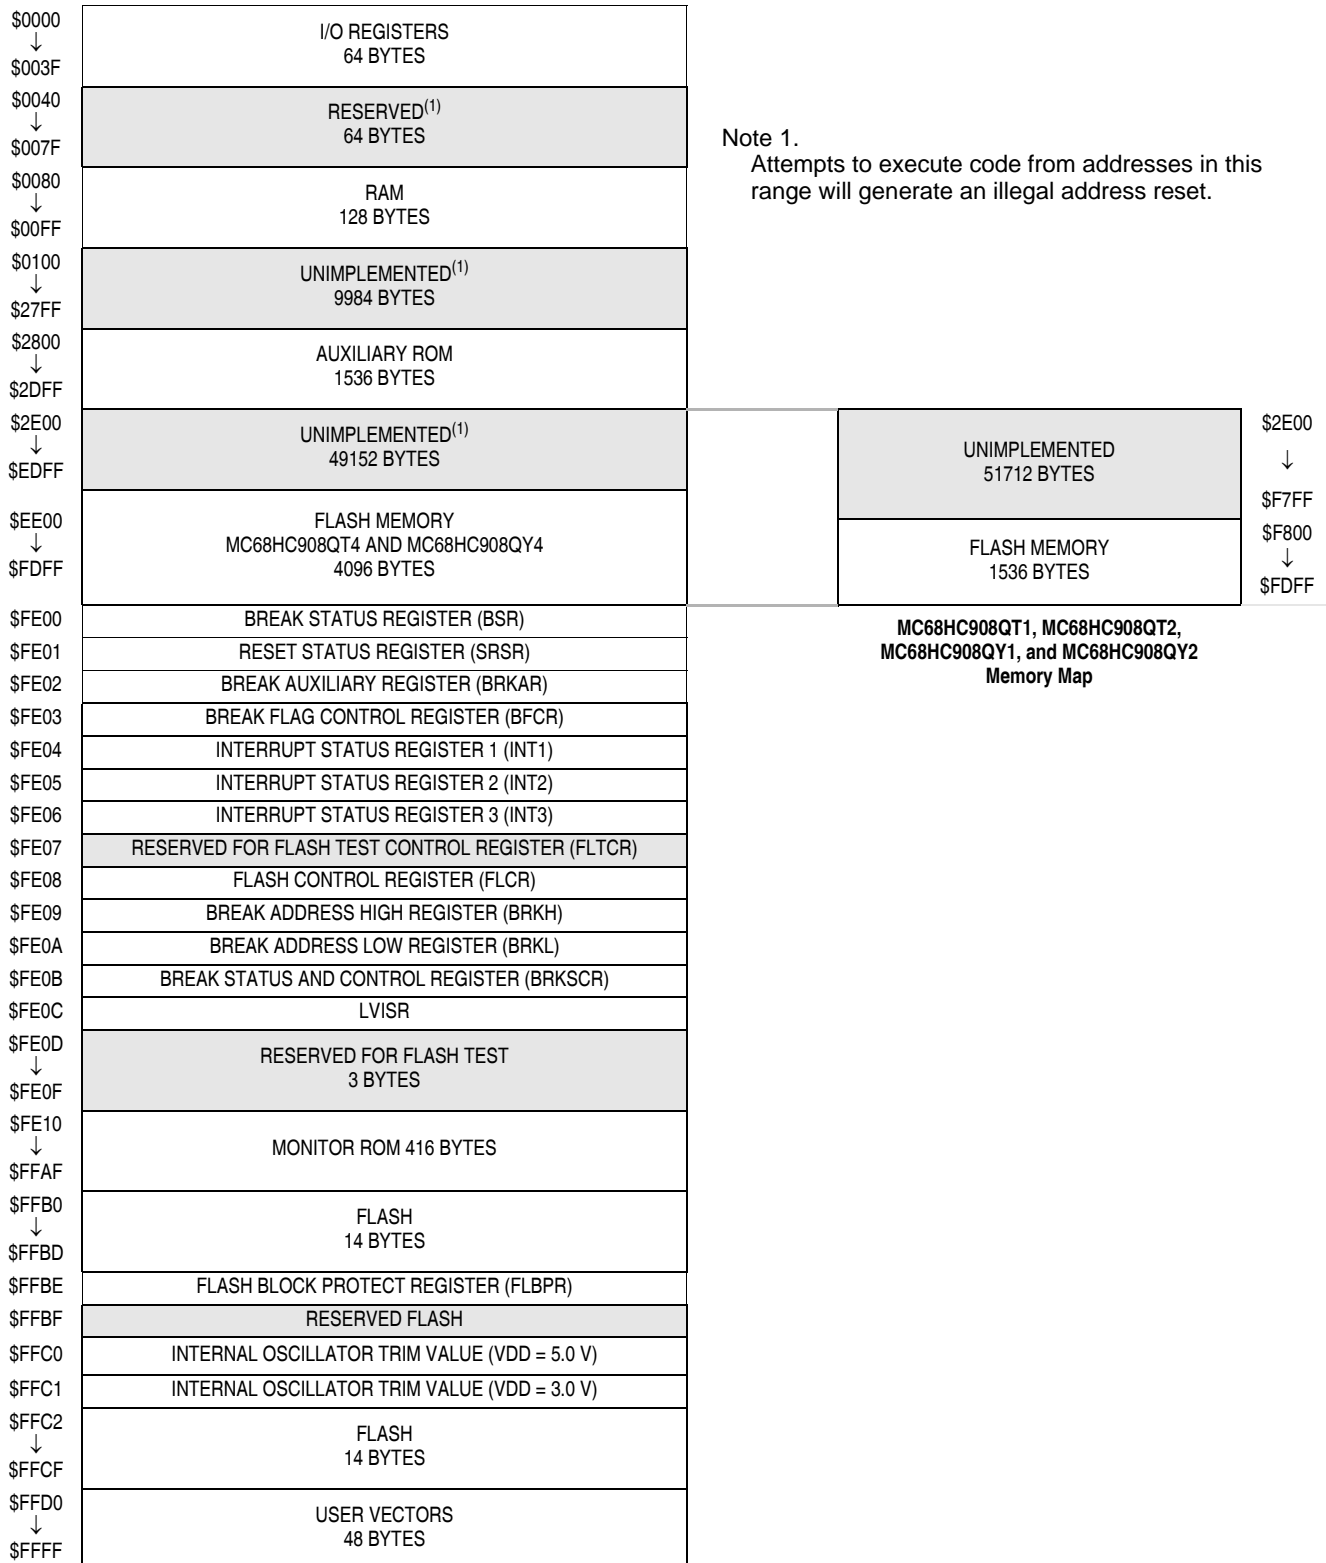 $0000
↓
$003F
I/O REGISTERS
64 BYTES
$0040
↓
$007F
RESERVED(1)
64 BYTES
Note 1.
Attempts to execute code from addresses in this
range will generate an illegal address reset.
$0080
↓
$00FF
RAM
128 BYTES
$0100
↓
$27FF
UNIMPLEMENTED(1)
9984 BYTES
$2800
↓
$2DFF
AUXILIARY ROM
1536 BYTES
$2E00
↓
$EDFF
UNIMPLEMENTED(1)
49152 BYTES
UNIMPLEMENTED
51712 BYTES
$2E00
↓
$F7FF
$EE00
↓
$FDFF
FLASH MEMORY
MC68HC908QT4 AND MC68HC908QY4
4096 BYTES
FLASH MEMORY
1536 BYTES
$F800
↓
$FDFF
MC68HC908QT1, MC68HC908QT2,
MC68HC908QY1, and MC68HC908QY2
Memory Map
$FE00 BREAK STATUS REGISTER (BSR)
$FE01 RESET STATUS REGISTER (SRSR)
$FE02 BREAK AUXILIARY REGISTER (BRKAR)
$FE03 BREAK FLAG CONTROL REGISTER (BFCR)
$FE04 INTERRUPT STATUS REGISTER 1 (INT1)
$FE05 INTERRUPT STATUS REGISTER 2 (INT2)
$FE06 INTERRUPT STATUS REGISTER 3 (INT3)
$FE07 RESERVED FOR FLASH TEST CONTROL REGISTER (FLTCR)
$FE08 FLASH CONTROL REGISTER (FLCR)
$FE09 BREAK ADDRESS HIGH REGISTER (BRKH)
$FE0A BREAK ADDRESS LOW REGISTER (BRKL)
$FE0B BREAK STATUS AND CONTROL REGISTER (BRKSCR)
$FE0C LVISR
$FE0D
↓
$FE0F
RESERVED FOR FLASH TEST
3 BYTES
$FE10
↓
$FFAF
MONITOR ROM 416 BYTES
$FFB0
↓
$FFBD
FLASH
14 BYTES
$FFBE FLASH BLOCK PROTECT REGISTER (FLBPR)
$FFBF RESERVED FLASH
$FFC0 INTERNAL OSCILLATOR TRIM VALUE (VDD = 5.0 V)
$FFC1 INTERNAL OSCILLATOR TRIM VALUE (VDD = 3.0 V)
$FFC2
↓
$FFCF
FLASH
14 BYTES
$FFD0
↓
$FFFF
USER VECTORS
48 BYTES